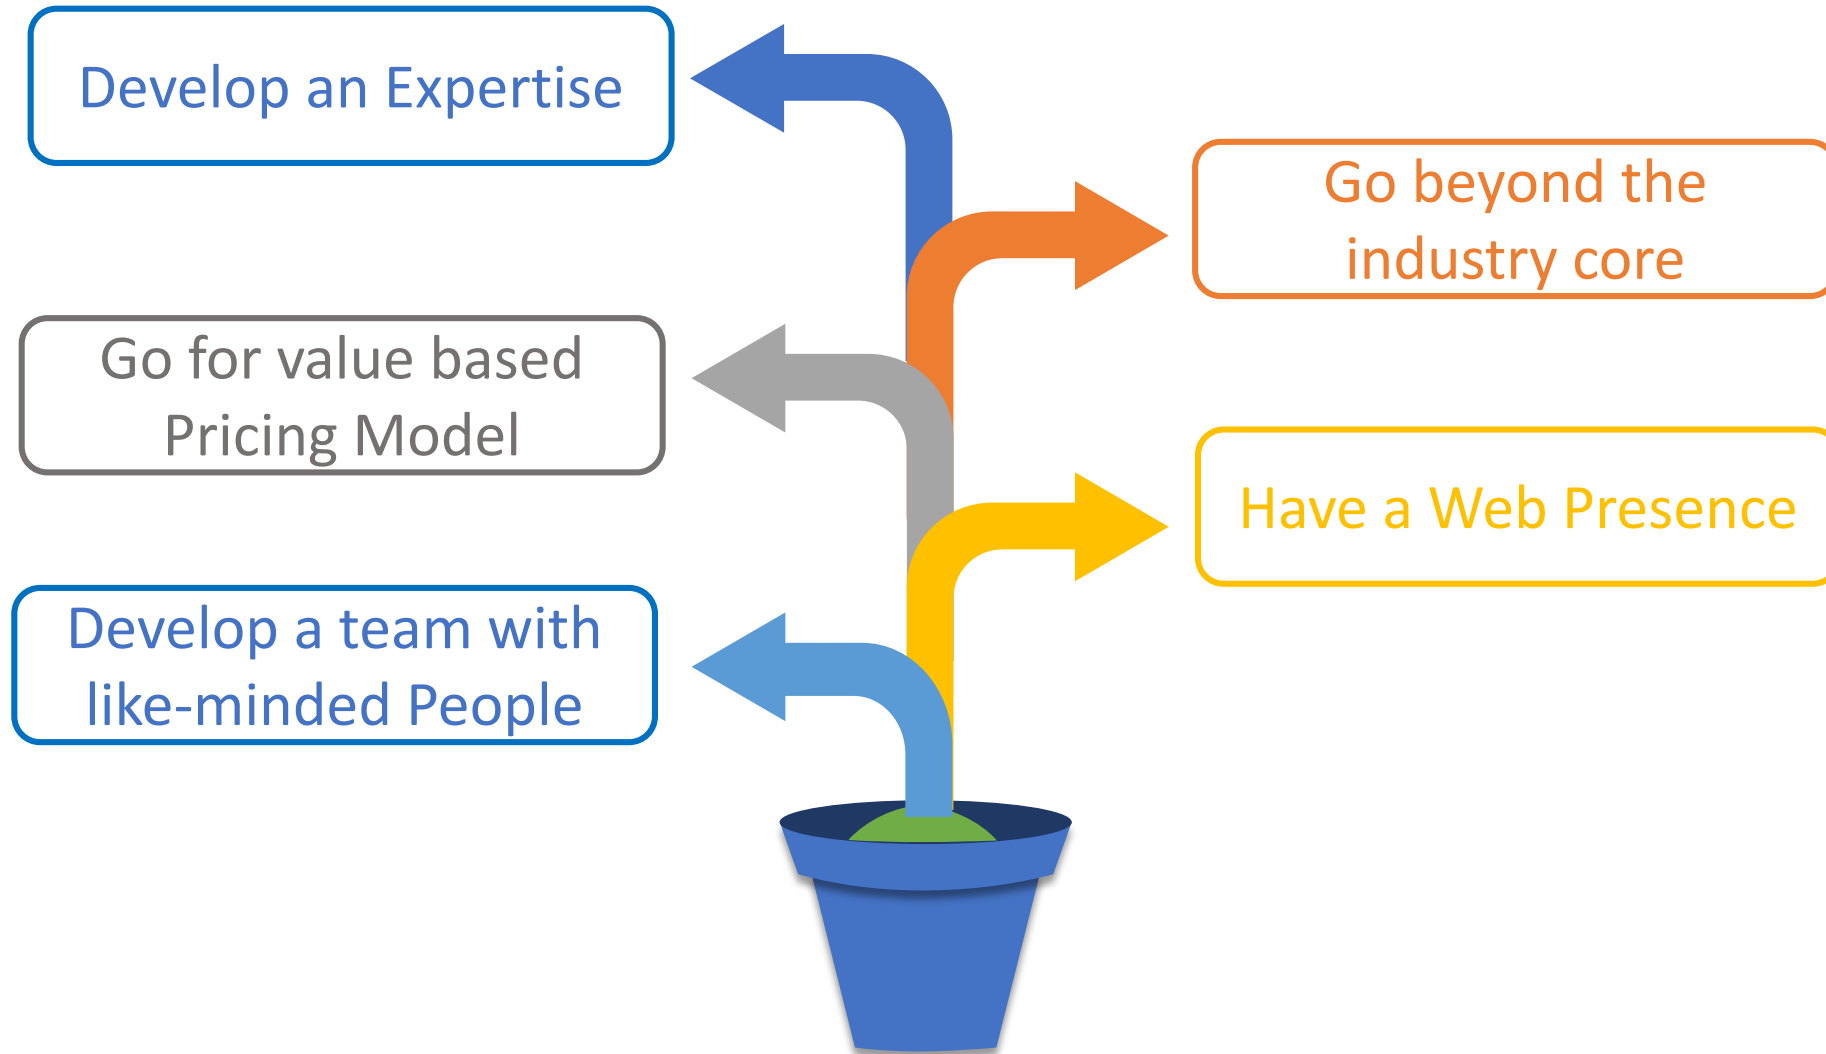 Develop an Expertise
Go beyond the
industry core
Go for value based
Pricing Model
Have a Web Presence
Develop a team with
like-minded People